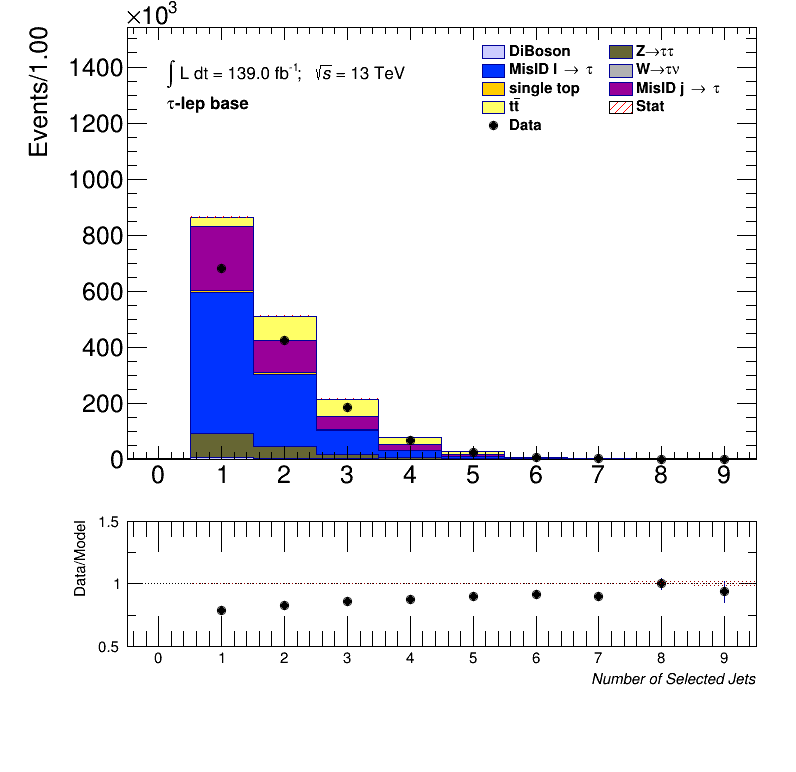 ×10³
Events/1.00
1400
1200
1000
800
600
400
200
0
∫ L dt = 139.0 fb⁻¹; √s = 13 TeV
τ-lep base
DiBoson
Z→ττ
MisID l → τ
W→τν
single top
MisID j → τ
tt̄
Stat
Data
0 1 2 3 4 5 6 7 8 9
Data/Model
1.5
1
0.5
0 1 2 3 4 5 6 7 8 9
Number of Selected Jets